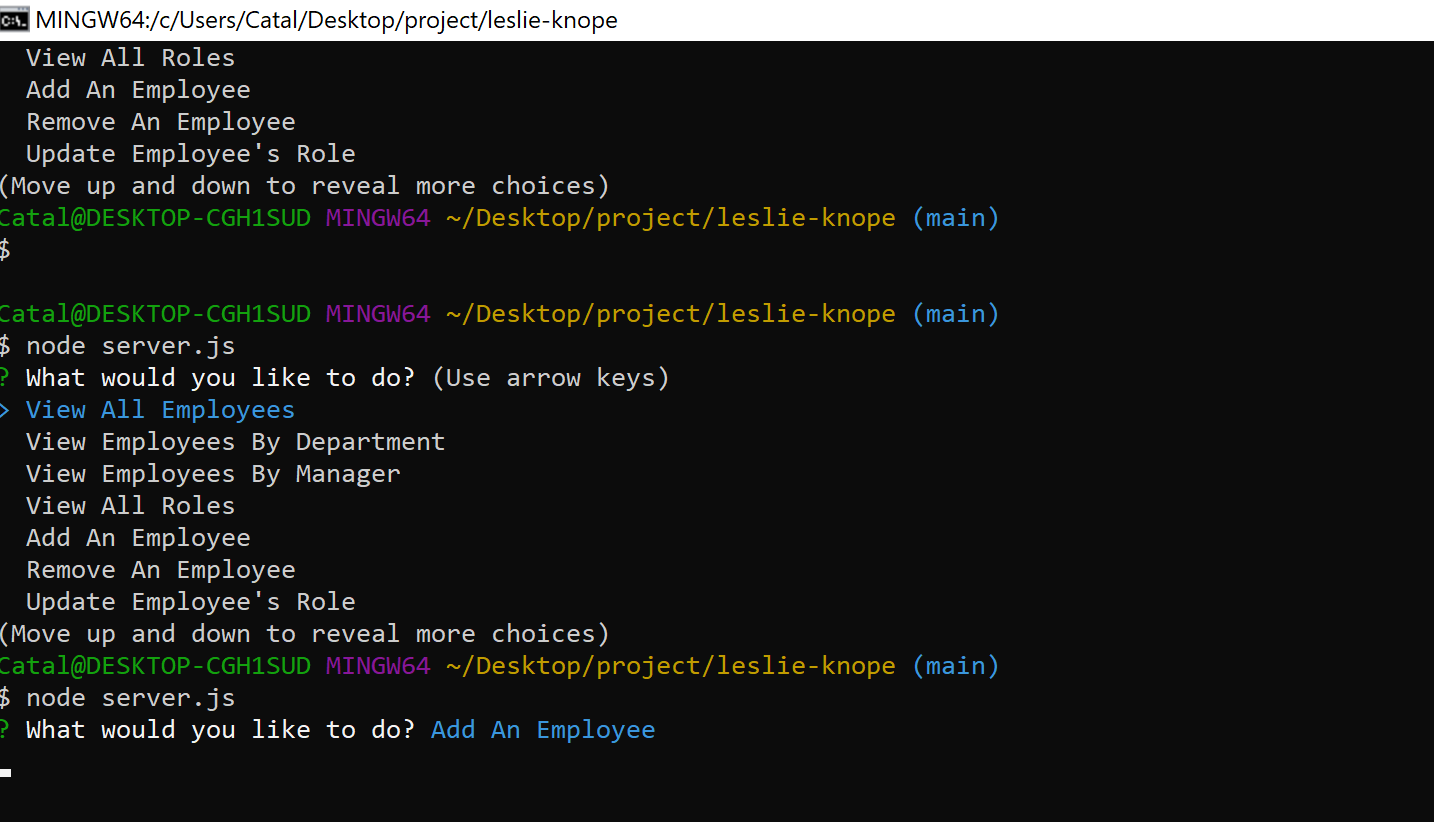 MINGW64:/c/Users/Catal/Desktop/project/leslie-knope
View All Roles
Add An Employee
Remove An Employee
Update Employee's Role
(Move up and down to reveal more choices)
Catal@DESKTOP-CGH1SUD MINGW64 ~/Desktop/project/leslie-knope (main)
$
Catal@DESKTOP-CGH1SUD MINGW64 ~/Desktop/project/leslie-knope (main)
$ node server.js
? What would you like to do? (Use arrow keys)
> View All Employees
View Employees By Department
View Employees By Manager
View All Roles
Add An Employee
Remove An Employee
Update Employee's Role
(Move up and down to reveal more choices)
Catal@DESKTOP-CGH1SUD MINGW64 ~/Desktop/project/leslie-knope (main)
$ node server.js
? What would you like to do? Add An Employee